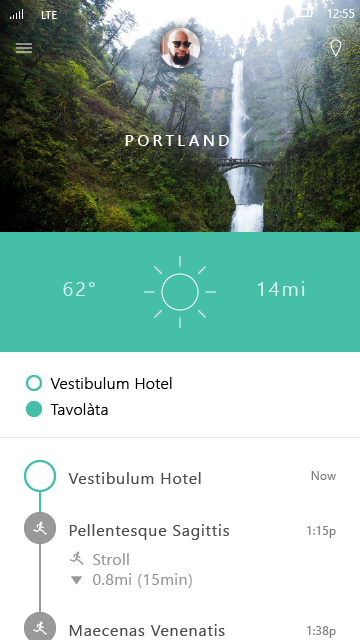 LTE 12:55
PORTLAND
62° 14mi
Vestibulum Hotel
Tavolàta
Vestibulum Hotel Now
Pellentesque Sagittis 1:15p
Stroll
0.8mi (15min)
Maecenas Venenatis 1:38p